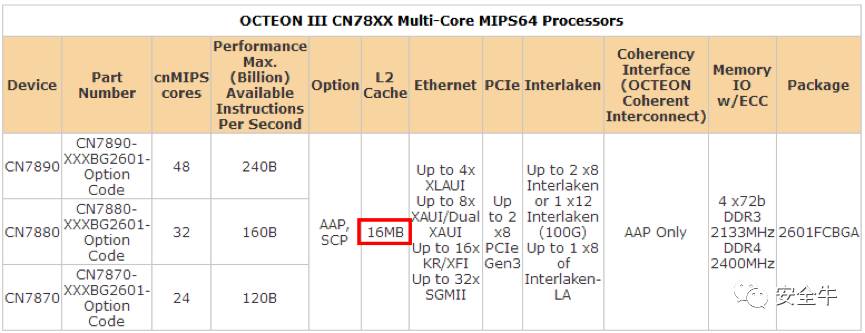 OCTEON III CN78XX Multi-Core MIPS64 Processors
Device
Part
Number
cnMIPS
cores
Performance
Max.
(Billion)
Available
Instructions
Per Second
Option
L2
Cache
Ethernet
PCIe
Interlaken
Coherency
Interface
(OCTEON
Coherent
Interconnect)
Memory
IO
w/ECC
Package
CN7890
CN7890-
XXXBG2601-
Option
Code
48
240B
CN7880
CN7880-
XXXBG2601-
Option
Code
32
160B
CN7870
CN7870-
XXXBG2601-
Option
Code
24
120B
AAP,
SCP
16MB
Up to 4x
XLAUI
Up to 8x
XAUI/Dual
XAUI
Up to 16x
KR/XFI
Up to 32x
SGMII
Up
to 2
x8
PCIe
Gen3
Up to 2 x8
Interlaken
or 1 x12
Interlaken
(100G)
Up to 1 x8
of
Interlaken-
LA
AAP Only
4 x72b
DDR3
2133MHz
DDR4
2400MHz
2601FCBGA
安全牛